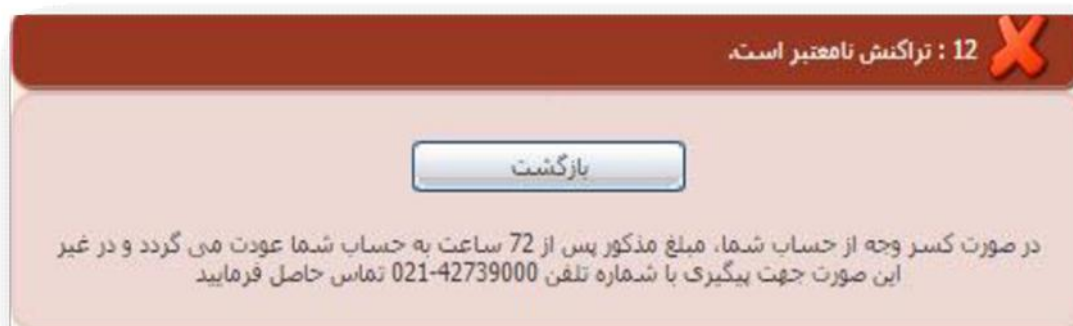 12 : تراکنش نامعتبر است.
بازگشت
در صورت کسر وجه از حساب شما، مبلغ مذکور پس از 72 ساعت به حساب شما عودت می گردد و در غیر
این صورت جهت پیگیری با شماره تلفن 42739000-021 تماس حاصل فرمایید